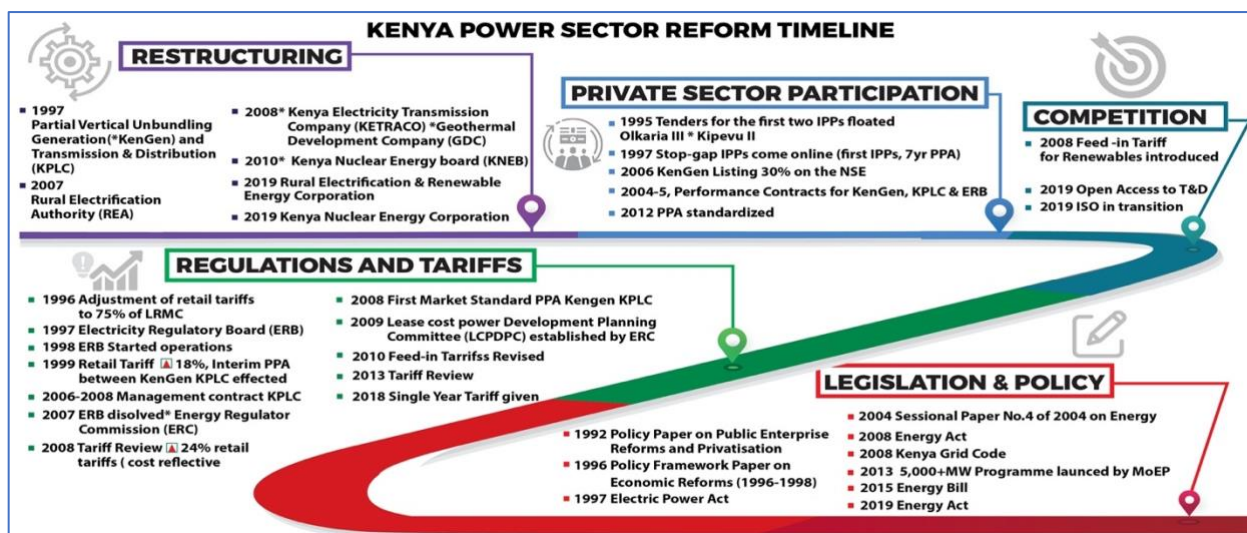 KENYA POWER SECTOR REFORM TIMELINE
RESTRUCTURING
1997
Partial Vertical Unbundling
Generation(*KenGen) and
Transmission & Distribution
(KPLC)
2007
Rural Electrification
Authority (REA)
2008* Kenya Electricity Transmission
Company (KETRACO) *Geothermal
Development Company (GDC)
2010* Kenya Nuclear Energy board (KNEB)
2019 Rural Electrification & Renewable
Energy Corporation
2019 Kenya Nuclear Energy Corporation
PRIVATE SECTOR PARTICIPATION
1995 Tenders for the first two IPPs floated
Olkaria III * Kipevu II
1997 Stop-gap IPPs come online (first IPPs, 7yr PPA)
2006 KenGen Listing 30% on the NSE
2004-5, Performance Contracts for KenGen, KPLC & ERB
2012 PPA standardized
COMPETITION
2008 Feed -in Tariff
for Renewables introduced
2019 Open Access to T&D
2019 ISO in transition
REGULATIONS AND TARIFFS
1996 Adjustment of retail tariffs
to 75% of LRMC
1997 Electricity Regulatory Board (ERB)
1998 ERB Started operations
1999 Retail Tariff 18%, Interim PPA
between KenGen KPLC effected
2006-2008 Management contract KPLC
2007 ERB disolved* Energy Regulator
Commission (ERC)
2008 Tariff Review 24% retail
tariffs ( cost reflective
2008 First Market Standard PPA Kengen KPLC
2009 Lease cost power Development Planning
Committee (LCPDPC) established by ERC
2010 Feed-in Tarrifss Revised
2013 Tariff Review
2018 Single Year Tariff given
LEGISLATION & POLICY
1992 Policy Paper on Public Enterprise
Reforms and Privatisation
1996 Policy Framework Paper on
Economic Reforms (1996-1998)
1997 Electric Power Act
2004 Sessional Paper No.4 of 2004 on Energy
2008 Energy Act
2008 Kenya Grid Code
2013 5,000+MW Programme launced by MoEP
2015 Energy Bill
2019 Energy Act